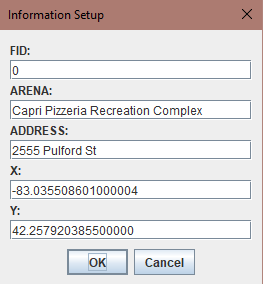 Information Setup
FID:
0
ARENA:
Capri Pizzeria Recreation Complex
ADDRESS:
2555 Pulford St
X:
-83.035508601000004
Y:
42.257920385500000
OK Cancel